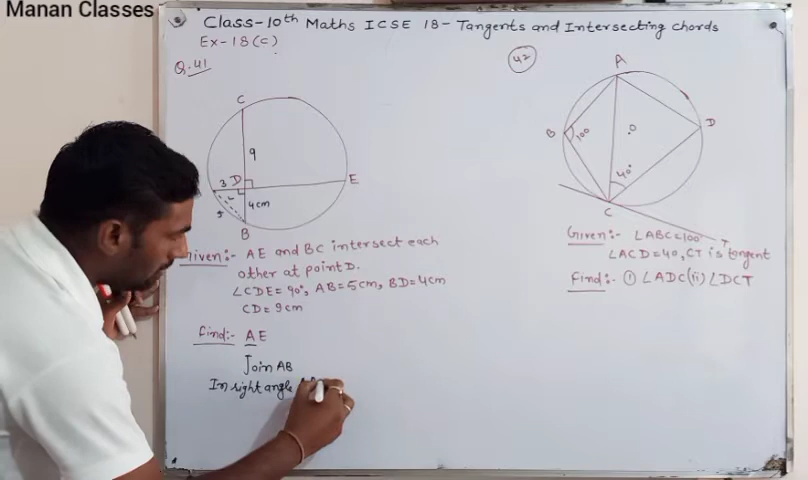 Manan Classes
Class-10th Maths ICSE 18-Tangents and Intersecting chords
Ex-18(c)
Q.41
C
9
3 D
E
5
4cm
B
Given:- AE and BC intersect each
other at point D.
∠CDE=90°, AB=5cm, BD=4cm
CD=9cm
Find:- AE
Join AB
In right angle
42
A
B
100
.O
D
40°
C
T
Given:- ∠ABC=100°
∠ACD=40, CT is tangent
Find:- (i) ∠ADC (ii) ∠DCT